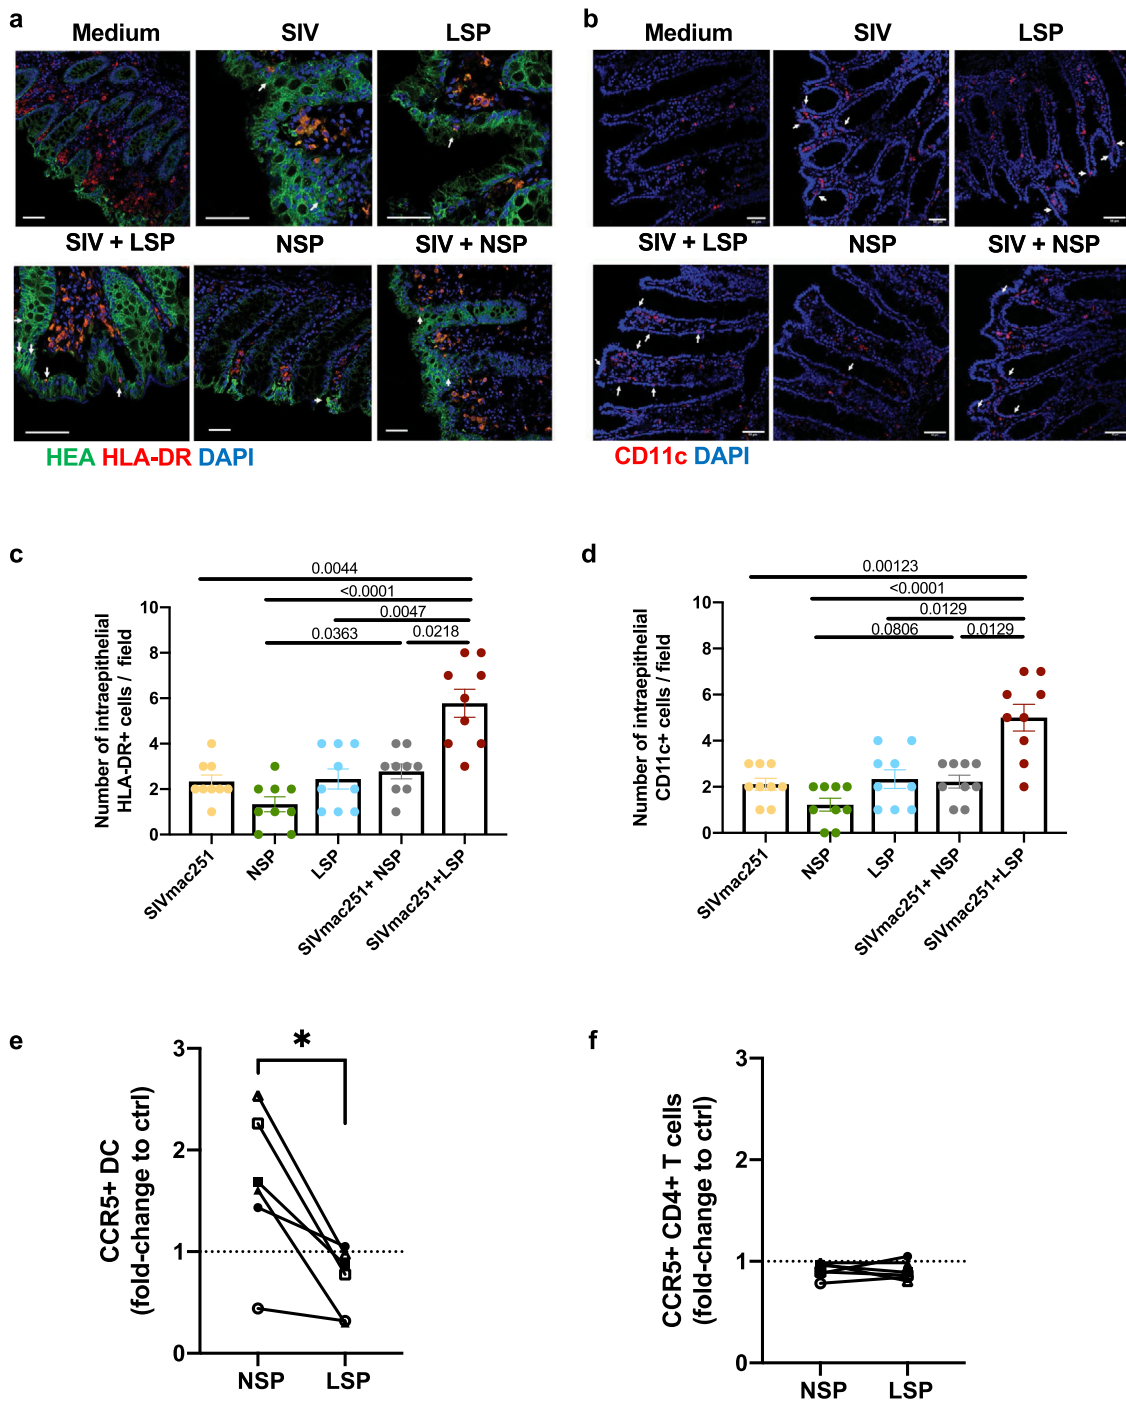 a
Medium SIV LSP
SIV + LSP NSP SIV + NSP
HEA HLA-DR DAPI
b
Medium SIV LSP
SIV + LSP NSP SIV + NSP
CD11c DAPI
c
0.0044
<0.0001
0.0047
0.0363 0.0218
Number of intraepithelial
HLA-DR+ cells / field
10
8
6
4
2
0
SIVmac251
NSP
LSP
SIVmac251+ NSP
SIVmac251+LSP
d
0.00123
<0.0001
0.0129
0.0806 0.0129
Number of intraepithelial
CD11c+ cells / field
10
8
6
4
2
0
SIVmac251
NSP
LSP
SIVmac251+ NSP
SIVmac251+LSP
e
*
CCR5+ DC
(fold-change to ctrl)
3
2
1
0
NSP LSP
f
CCR5+ CD4+ T cells
(fold-change to ctrl)
3
2
1
0
NSP LSP